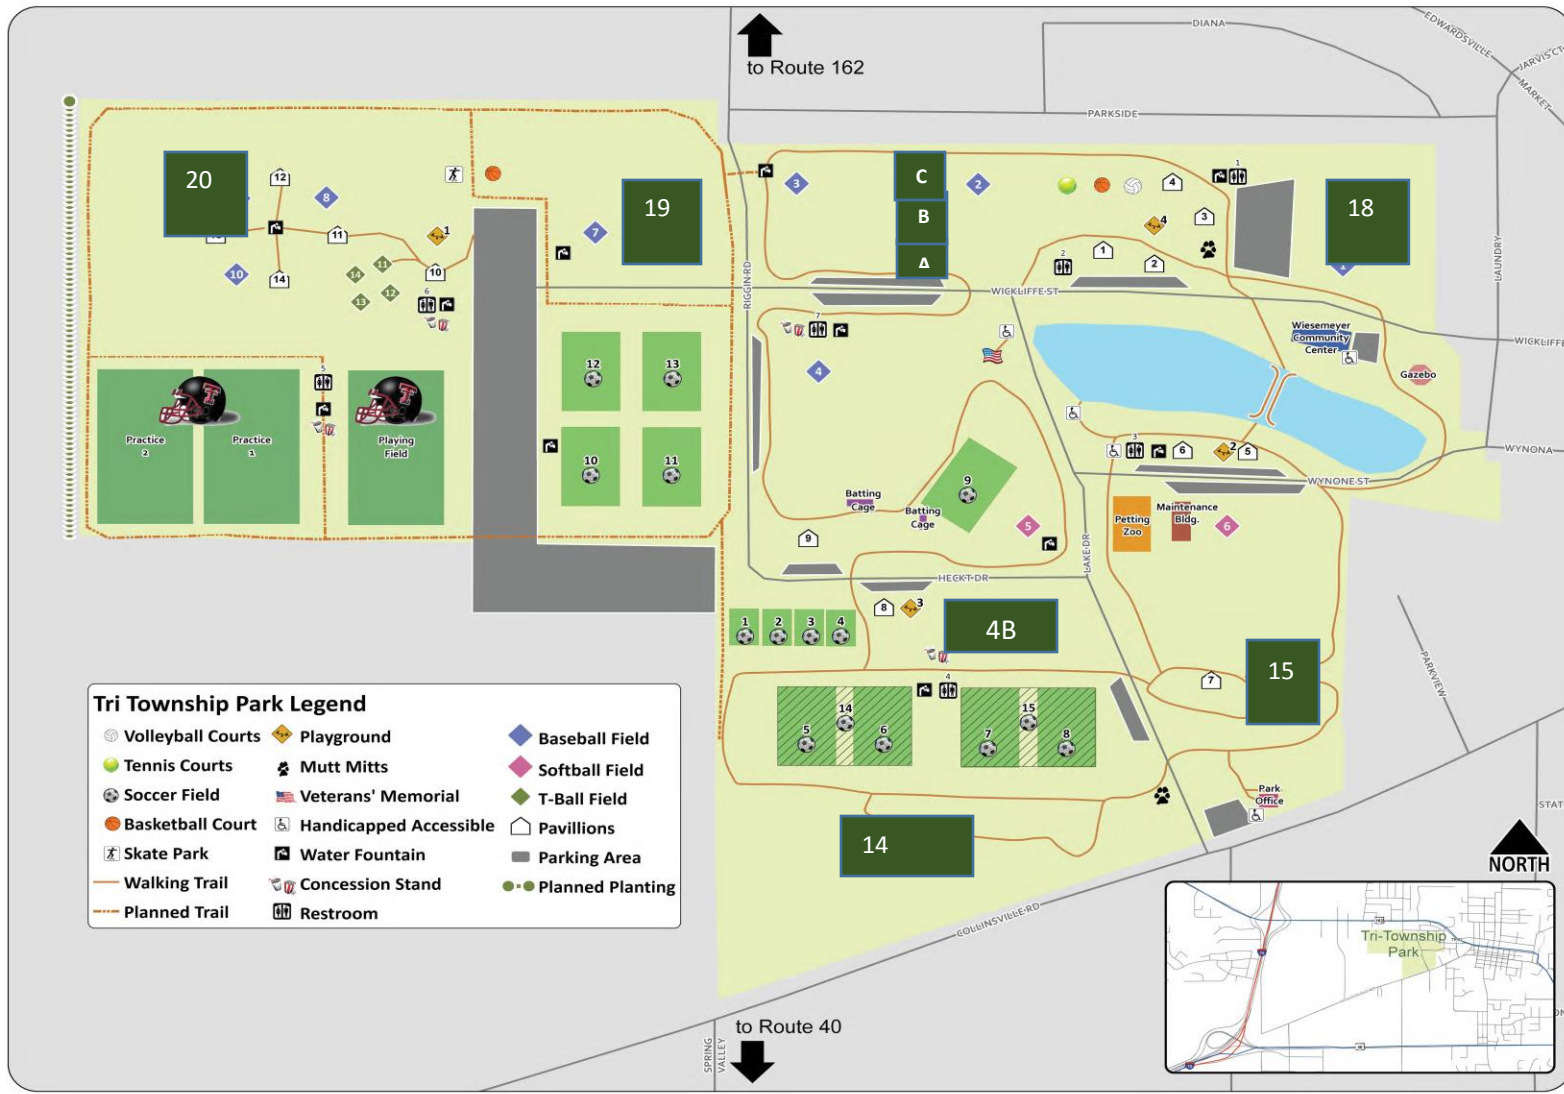 to Route 162
DIANA
EDWARDSVILLE
JARVIS CT
MARKET
PARKSIDE
20
12
8
11
10
14
1
10
11
14
12
13
6
7
19
RIGGIN RD
3
C
B
A
2
4
1
3
4
18
1
2
1
2
LAUNDRY
WICKLIFFE ST
7
4
Wiesemeyer
Community
Center
WICKLIFFE
Gazebo
5
Practice
2
Practice
1
Playing
Field
12
13
10
11
9
Batting
Cage
Batting
Cage
5
9
3
6
2
5
WYNONA
WYNONE ST
Petting
Zoo
Maintenance
Bldg.
6
LAKE DR
HECKT DR
1
2
3
4
8
3
4B
4
5
14
6
7
15
8
7
15
PARKVIEW
Park
Office
14
STAT
COLLINSVILLE RD
Tri Township Park Legend
Volleyball Courts
Tennis Courts
Soccer Field
Basketball Court
Skate Park
Walking Trail
Planned Trail
Playground
Mutt Mitts
Veterans' Memorial
Handicapped Accessible
Water Fountain
Concession Stand
Restroom
Baseball Field
Softball Field
T-Ball Field
Pavillions
Parking Area
Planned Planting
NORTH
Tri-Township
Park
to Route 40
SPRING
VALLEY